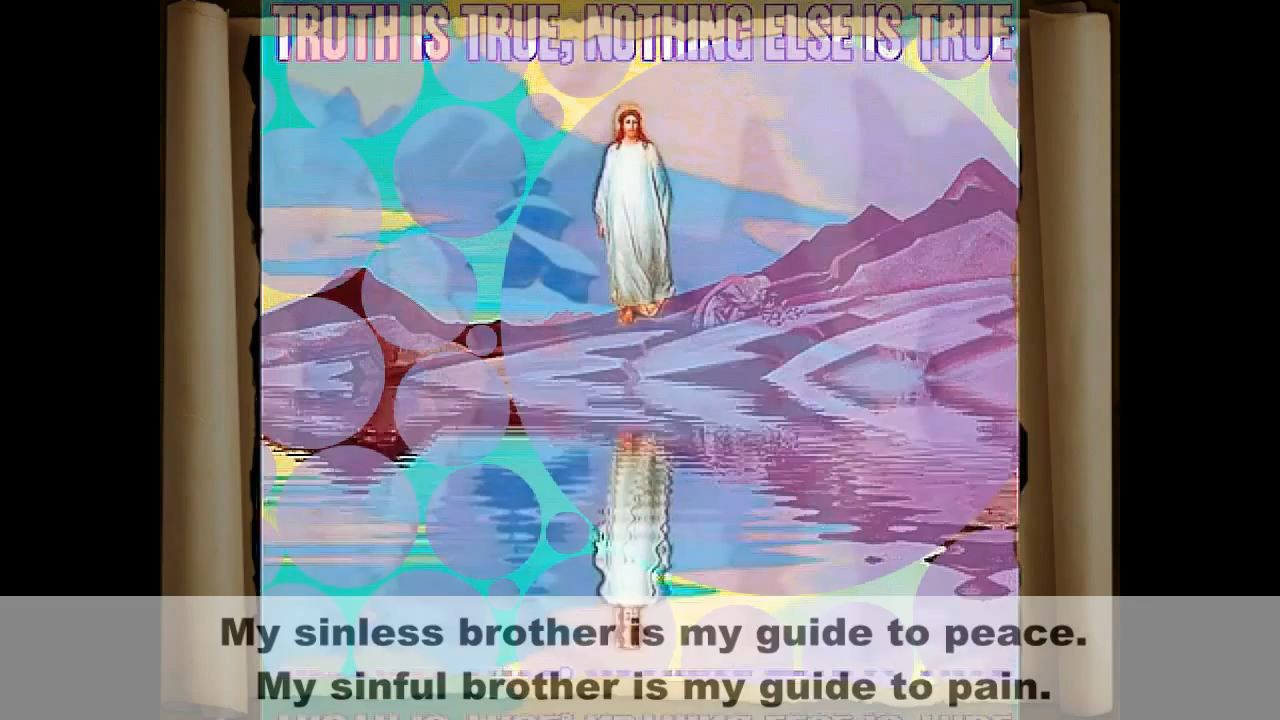 TRUTH IS TRUE, NOTHING ELSE IS TRUE
My sinless brother is my guide to peace.
My sinful brother is my guide to pain.